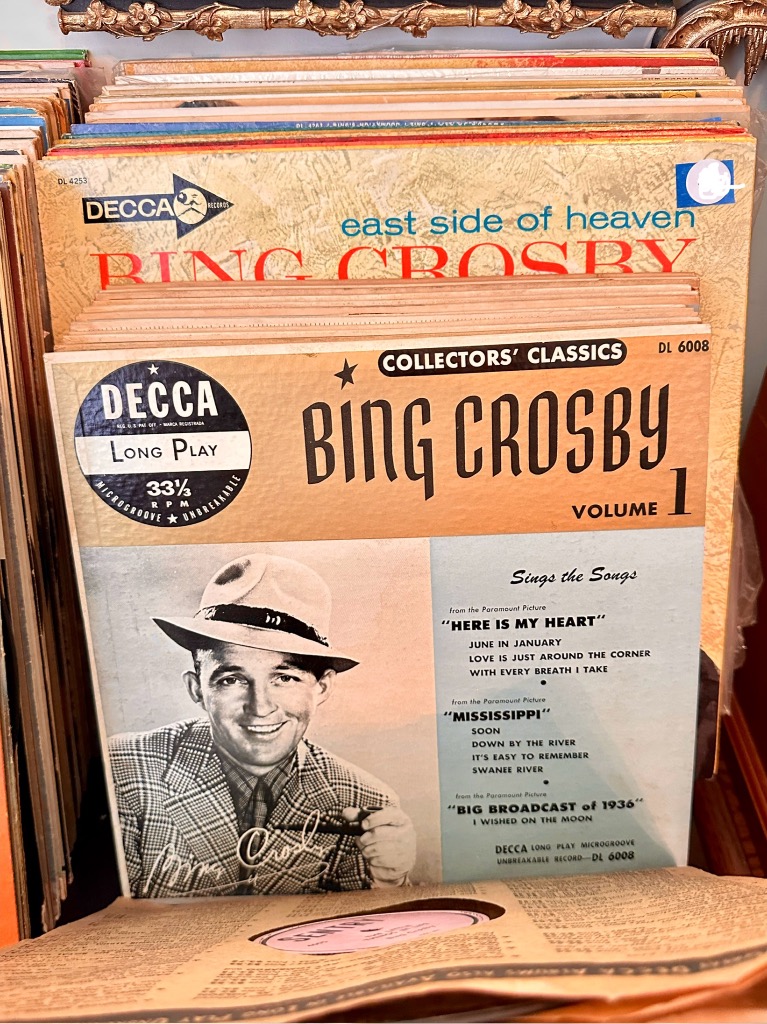 DL 4253
DECCA RECORDS
east side of heaven
BING CROSBY
COLLECTORS' CLASSICS
DL 6008
DECCA
REG. U.S. PAT. OFF. - MARCA REGISTRADA
LONG PLAY
33⅓
RPM
MICROGROOVE ★ UNBREAKABLE
BING CROSBY
VOLUME 1
Sings the Songs
from the Paramount Picture
"HERE IS MY HEART"
JUNE IN JANUARY
LOVE IS JUST AROUND THE CORNER
WITH EVERY BREATH I TAKE
from the Paramount Picture
"MISSISSIPPI"
SOON
DOWN BY THE RIVER
IT'S EASY TO REMEMBER
SWANEE RIVER
from the Paramount Picture
"BIG BROADCAST of 1936"
I WISHED ON THE MOON
DECCA LONG PLAY MICROGROOVE
UNBREAKABLE RECORD—DL 6008
Bing Crosby